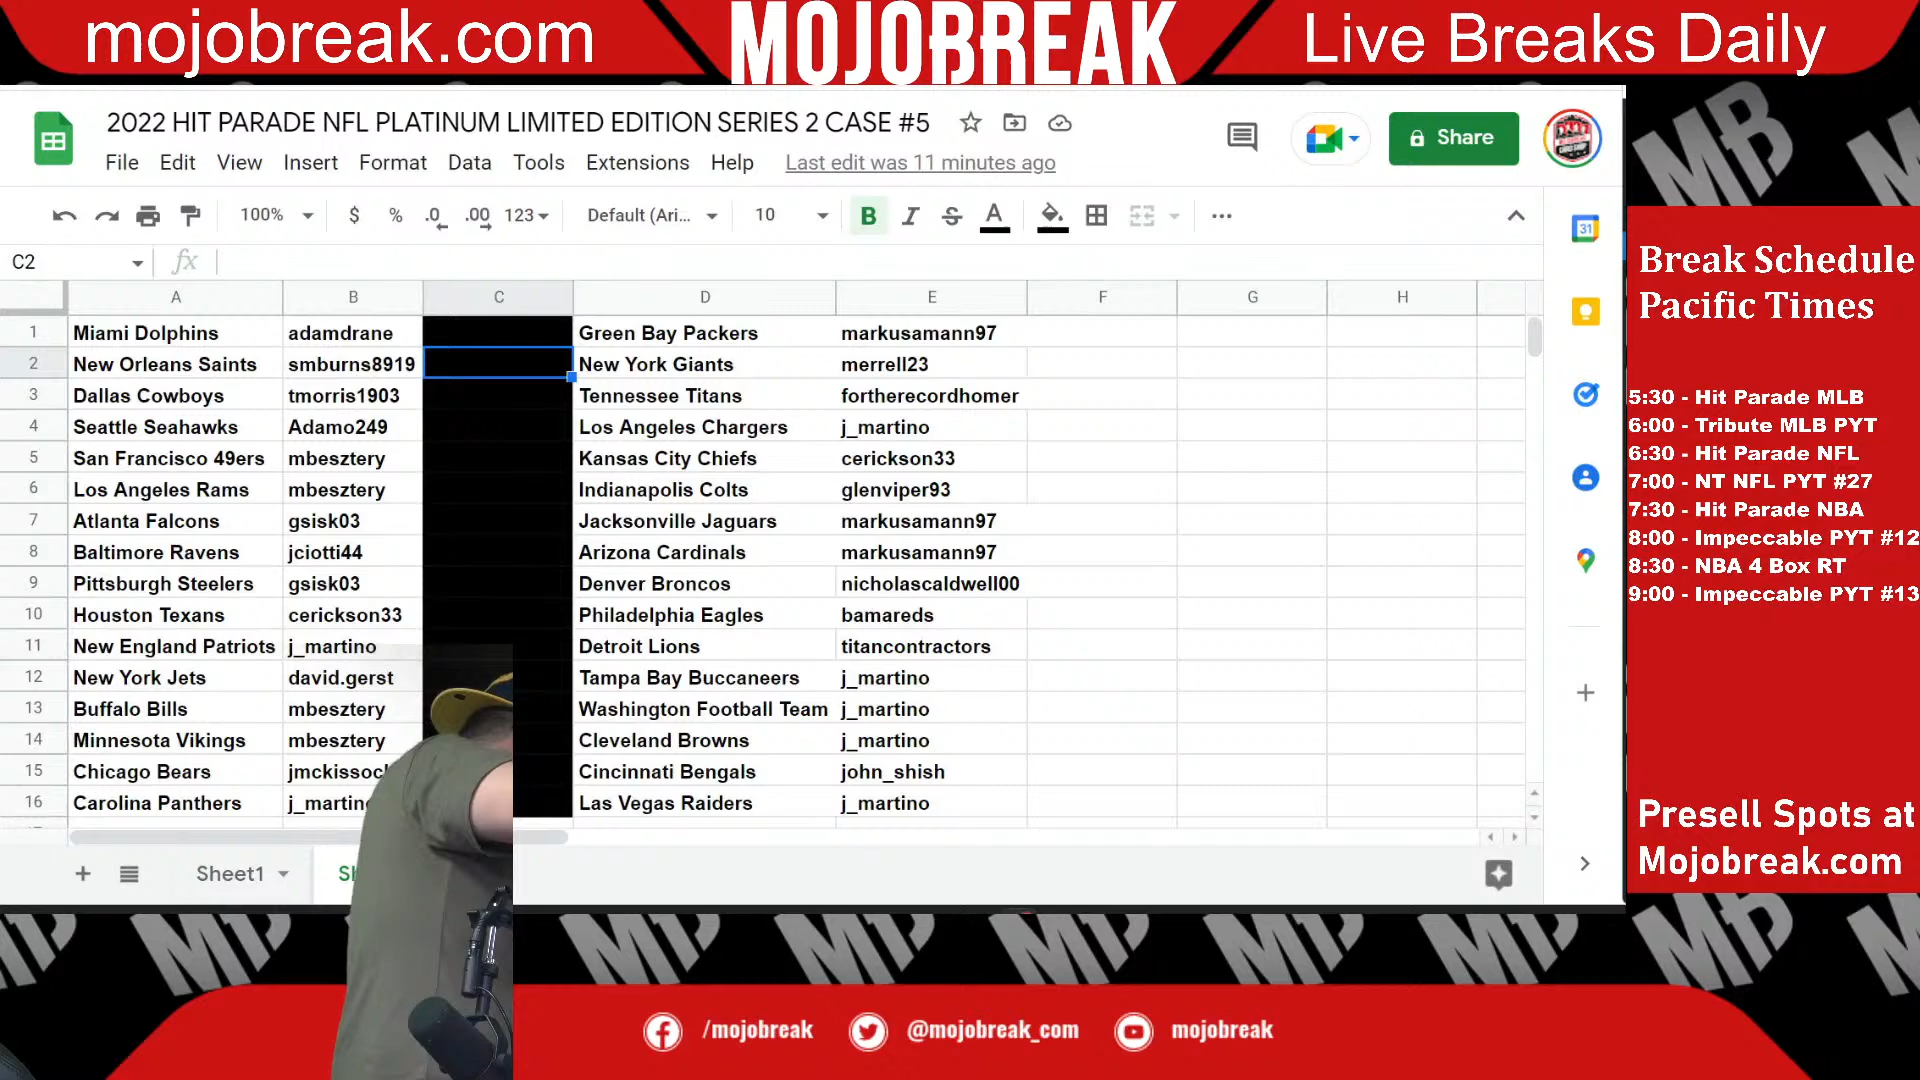 mojobreak.com
MOJOBREAK
Live Breaks Daily
2022 HIT PARADE NFL PLATINUM LIMITED EDITION SERIES 2 CASE #5
Share
File Edit View Insert Format Data Tools Extensions Help Last edit was 11 minutes ago
100% $ % .0 .00 123 Default (Ari... 10 B I S A
C2 fx
A B C D E F G H
1 Miami Dolphins adamdrane Green Bay Packers markusamann97
2 New Orleans Saints smburns8919 New York Giants merrell23
3 Dallas Cowboys tmorris1903 Tennessee Titans fortherecordhomer
4 Seattle Seahawks Adamo249 Los Angeles Chargers j_martino
5 San Francisco 49ers mbesztery Kansas City Chiefs cerickson33
6 Los Angeles Rams mbesztery Indianapolis Colts glenviper93
7 Atlanta Falcons gsisk03 Jacksonville Jaguars markusamann97
8 Baltimore Ravens jciotti44 Arizona Cardinals markusamann97
9 Pittsburgh Steelers gsisk03 Denver Broncos nicholascaldwell00
10 Houston Texans cerickson33 Philadelphia Eagles bamareds
11 New England Patriots j_martino Detroit Lions titancontractors
12 New York Jets david.gerst Tampa Bay Buccaneers j_martino
13 Buffalo Bills mbesztery Washington Football Team j_martino
14 Minnesota Vikings mbesztery Cleveland Browns j_martino
15 Chicago Bears Cincinnati Bengals john_shish
16 Carolina Panthers Las Vegas Raiders j_martino
Sheet1
31
Break Schedule
Pacific Times
5:30 - Hit Parade MLB
6:00 - Tribute MLB PYT
6:30 - Hit Parade NFL
7:00 - NT NFL PYT #27
7:30 - Hit Parade NBA
8:00 - Impeccable PYT #12
8:30 - NBA 4 Box RT
9:00 - Impeccable PYT #13
Presell Spots at
Mojobreak.com
/mojobreak @mojobreak_com mojobreak